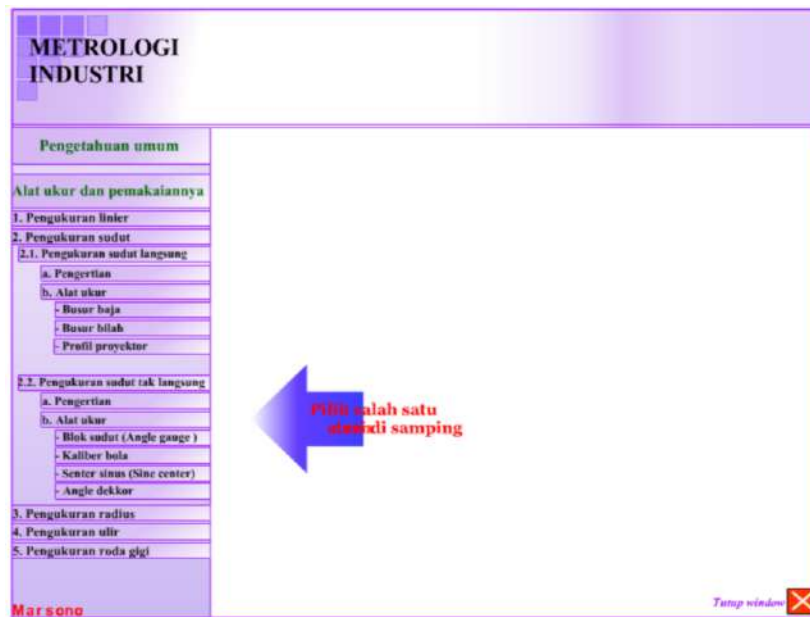 METROLOGI
INDUSTRI
Pengetahuan umum
Alat ukur dan pemakaiannya
1. Pengukuran linier
2. Pengukuran sudut
2.1. Pengukuran sudut langsung
a. Pengertian
b. Alat ukur
- Busur baja
- Busur bilah
- Profil proyektor
2.2. Pengukuran sudut tak langsung
a. Pengertian
b. Alat ukur
- Blok sudut (Angle gauge )
- Kaliber bola
- Senter sinus (Sine center)
- Angle dekkor
3. Pengukuran radius
4. Pengukuran ulir
5. Pengukuran roda gigi
Marsono
Pilih salah satu
di samping
Tutup window